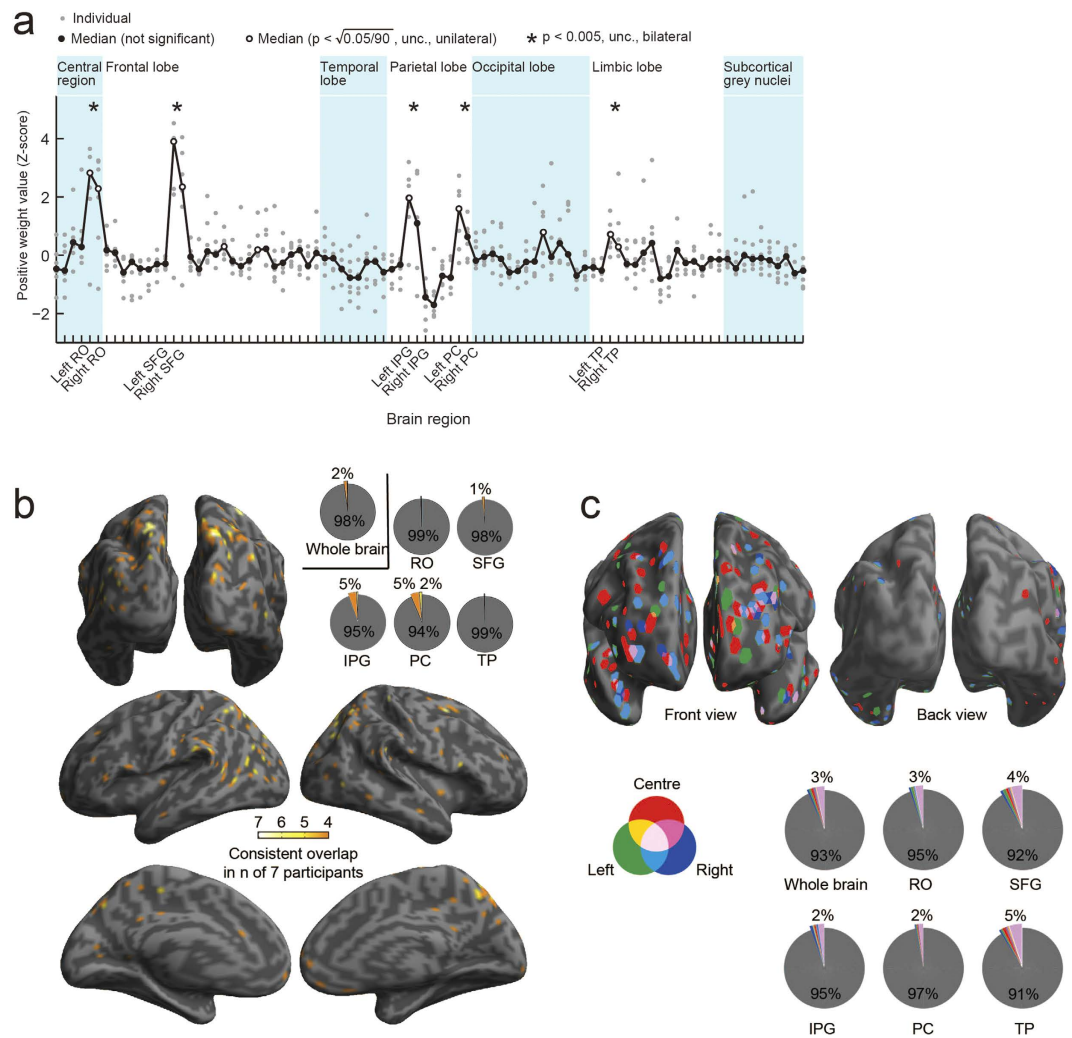 a
Individual
Median (not significant)
Median (p < √0.05/90 , unc., unilateral)
* p < 0.005, unc., bilateral
Central region
Frontal lobe
Temporal lobe
Parietal lobe
Occipital lobe
Limbic lobe
Subcortical grey nuclei
* * * * *
Positive weight value (Z-score)
4
2
0
−2
Left RO
Right RO
Left SFG
Right SFG
Left IPG
Right IPG
Left PC
Right PC
Left TP
Right TP
Brain region
b
2%
98%
Whole brain
99%
RO
1%
98%
SFG
5%
95%
IPG
5% 2%
94%
PC
99%
TP
7 6 5 4
Consistent overlap
in n of 7 participants
c
Front view
Back view
Centre
Left
Right
3%
93%
Whole brain
3%
95%
RO
4%
92%
SFG
2%
95%
IPG
2%
97%
PC
5%
91%
TP